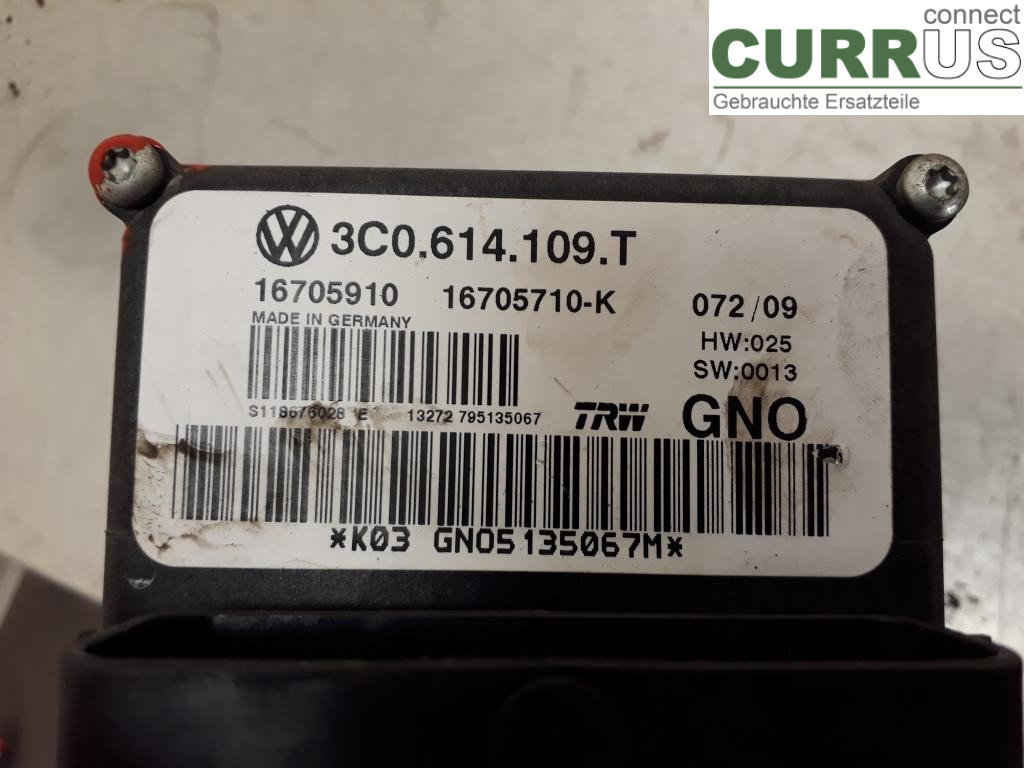 connect
CURRUS
Gebrauchte Ersatzteile
3C0.614.109.T
16705910 16705710-K 072/09
MADE IN GERMANY HW:025
SW:0013
S118676028 E 13272 795135067 TRW GNO
*K03 GNO5135067M*